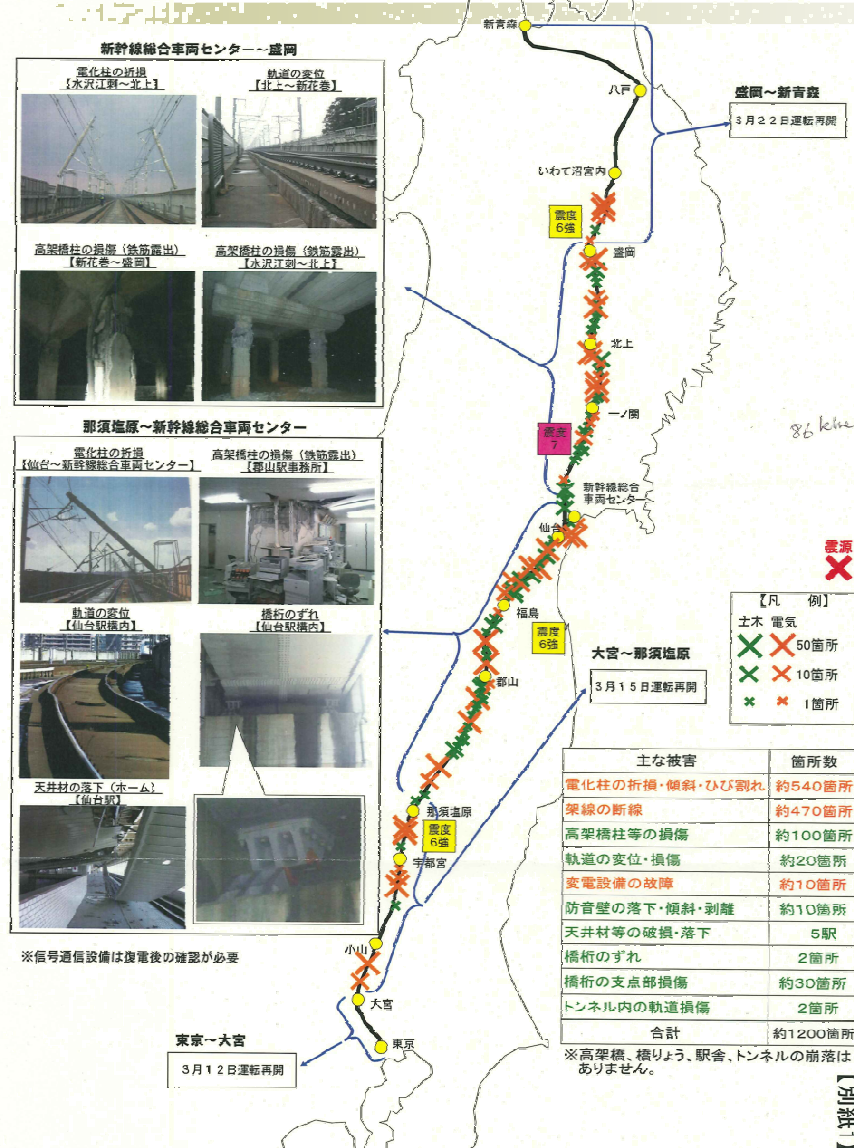 新幹線総合車両センター～盛岡
電化柱の折損
【水沢江刺～北上】
軌道の変位
【北上～新花巻】
高架橋柱の損傷（鉄筋露出）
【新花巻～盛岡】
高架橋柱の損傷（鉄筋露出）
【水沢江刺～北上】
那須塩原～新幹線総合車両センター
電化柱の折損
【仙台～新幹線総合車両センター】
高架橋柱の損傷（鉄筋露出）
【郡山駅事務所】
軌道の変位
【仙台駅構内】
橋桁のずれ
【仙台駅構内】
天井材の落下（ホーム）
【仙台駅】
※信号通信設備は復電後の確認が必要
東京～大宮
3月12日運転再開
新青森
八戸
いわて沼宮内
震度
6強
盛岡
北上
一ノ関
震度
7
新幹線総合
車両センター
仙台
福島
震度
6強
郡山
那須塩原
震度
6強
宇都宮
小山
大宮
東京
盛岡～新青森
3月22日運転再開
大宮～那須塩原
3月15日運転再開
震源
【凡 例】
土木 電気
50箇所
10箇所
1箇所
主な被害 箇所数
電化柱の折損・傾斜・ひび割れ 約540箇所
架線の断線 約470箇所
高架橋柱等の損傷 約100箇所
軌道の変位・損傷 約20箇所
変電設備の故障 約10箇所
防音壁の落下・傾斜・剥離 約10箇所
天井材等の破損・落下 5駅
橋桁のずれ 2箇所
橋桁の支点部損傷 約30箇所
トンネル内の軌道損傷 2箇所
合計 約1200箇所
※高架橋、橋りょう、駅舎、トンネルの崩落は
ありません。
【別紙1】